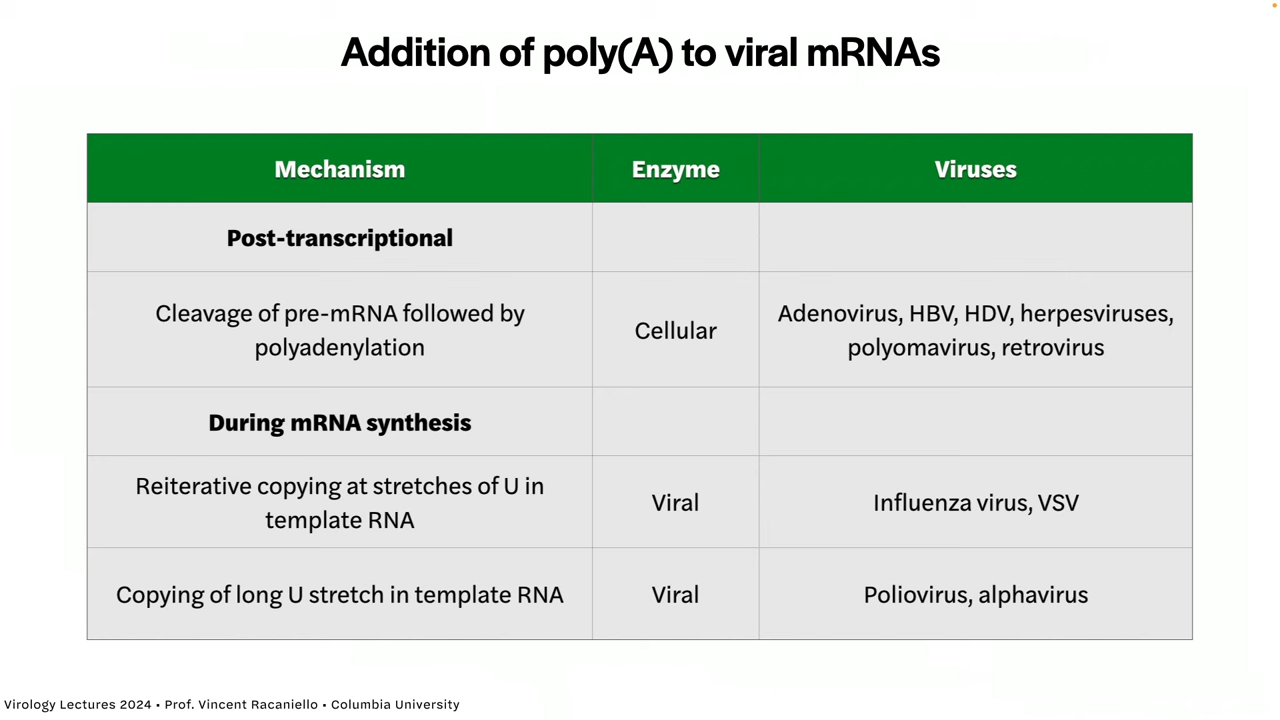 Addition of poly(A) to viral mRNAs
Mechanism
Enzyme
Viruses
Post-transcriptional
Cleavage of pre-mRNA followed by
polyadenylation
Cellular
Adenovirus, HBV, HDV, herpesviruses,
polyomavirus, retrovirus
During mRNA synthesis
Reiterative copying at stretches of U in
template RNA
Viral
Influenza virus, VSV
Copying of long U stretch in template RNA
Viral
Poliovirus, alphavirus
Virology Lectures 2024 • Prof. Vincent Racaniello • Columbia University